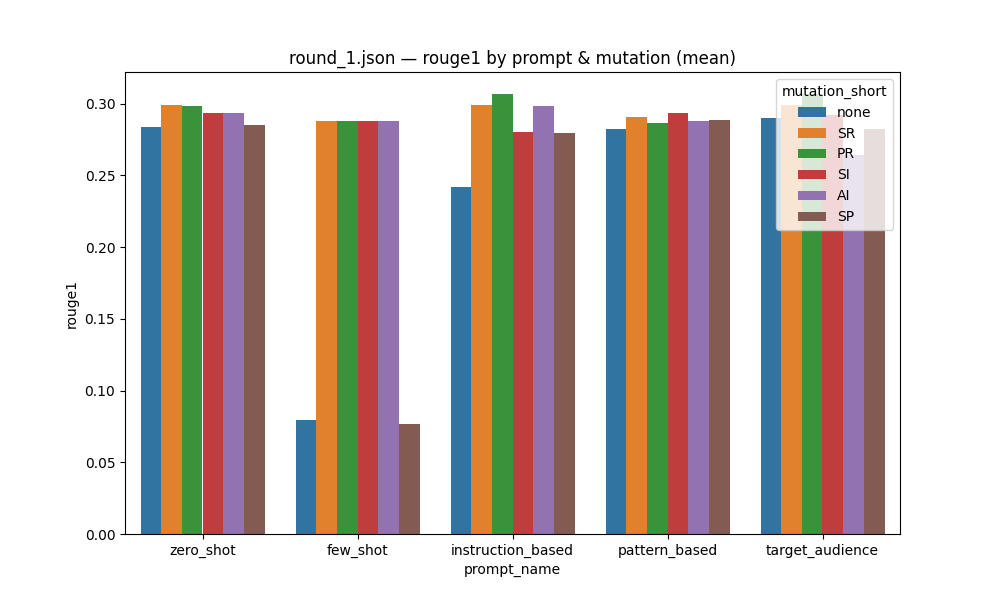 round_1.json — rouge1 by prompt & mutation (mean)
mutation_short
none
SR
PR
SI
AI
SP
rouge1
0.30
0.25
0.20
0.15
0.10
0.05
0.00
zero_shot
few_shot
instruction_based
pattern_based
target_audience
prompt_name